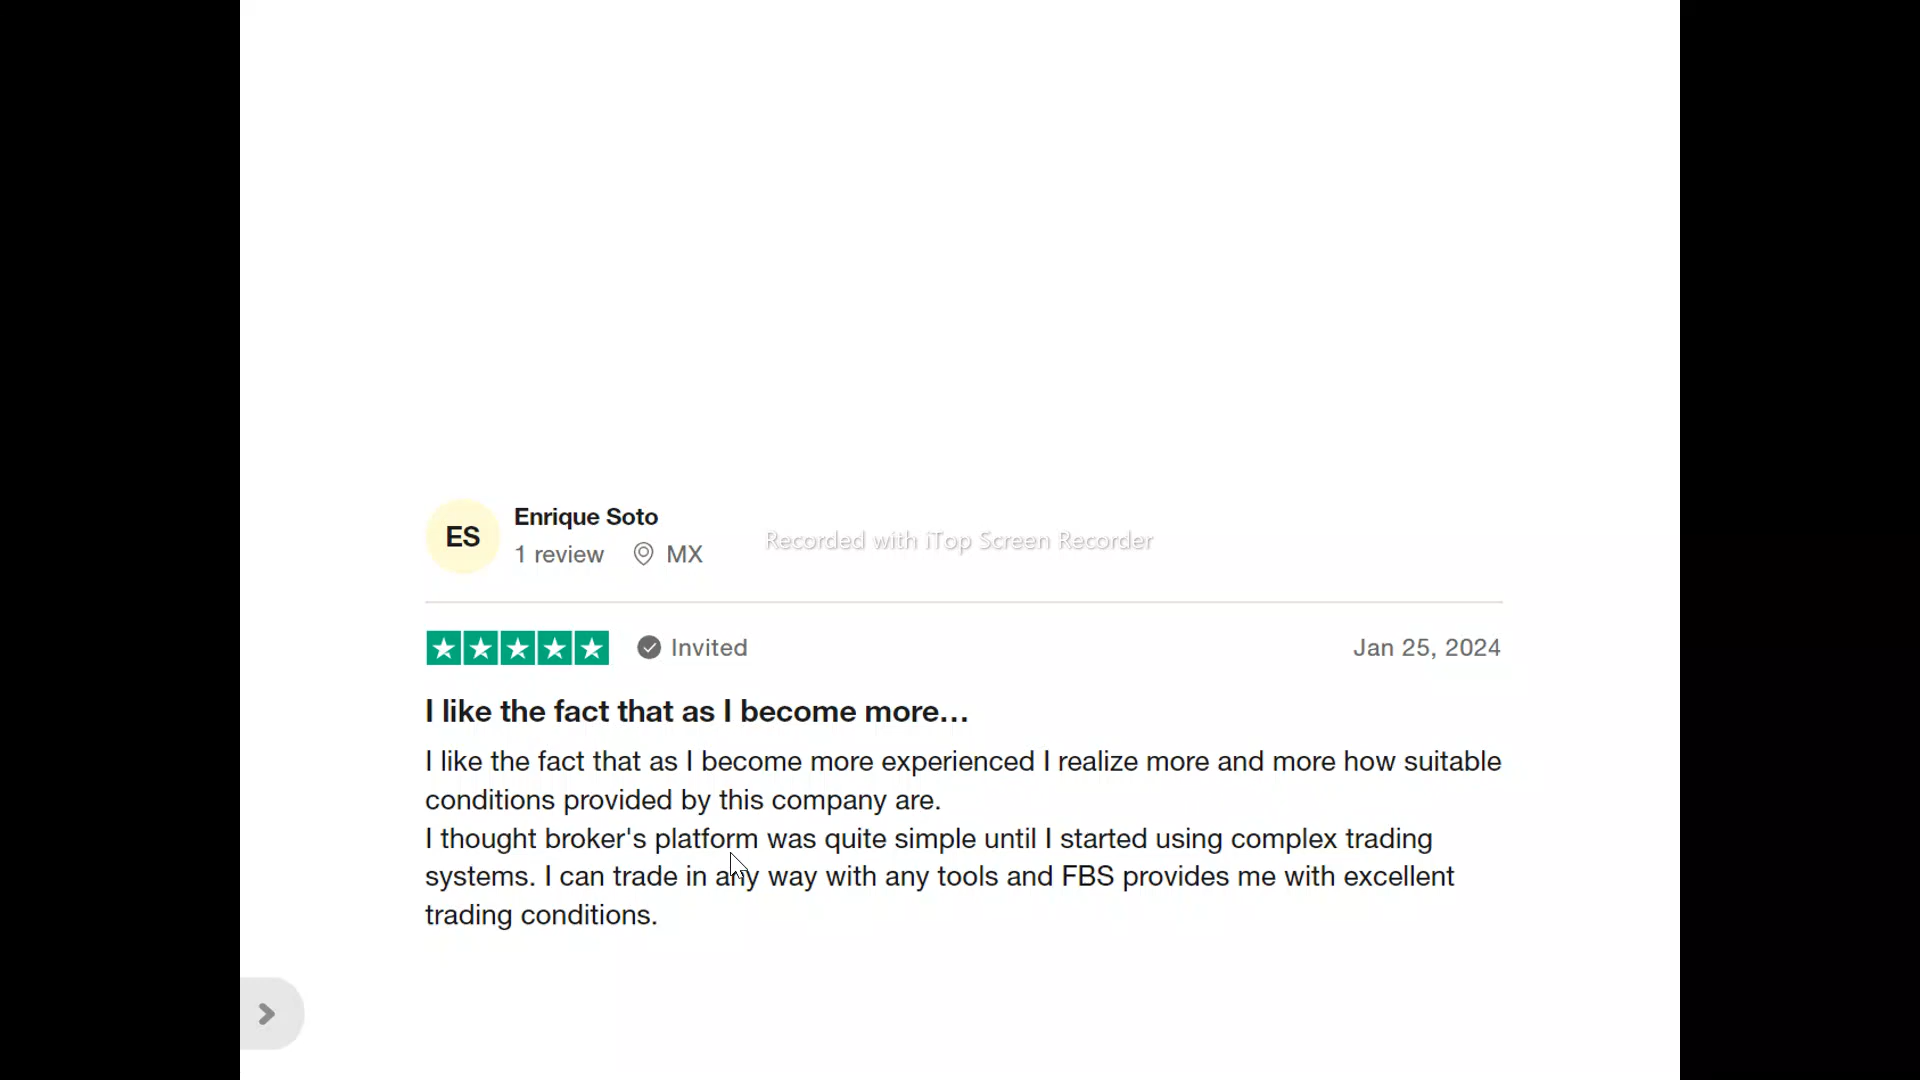 Enrique Soto
ES
1 review MX
Recorded with iTop Screen Recorder
Invited
Jan 25, 2024
I like the fact that as I become more…
I like the fact that as I become more experienced I realize more and more how suitable
conditions provided by this company are.
I thought broker's platform was quite simple until I started using complex trading
systems. I can trade in any way with any tools and FBS provides me with excellent
trading conditions.